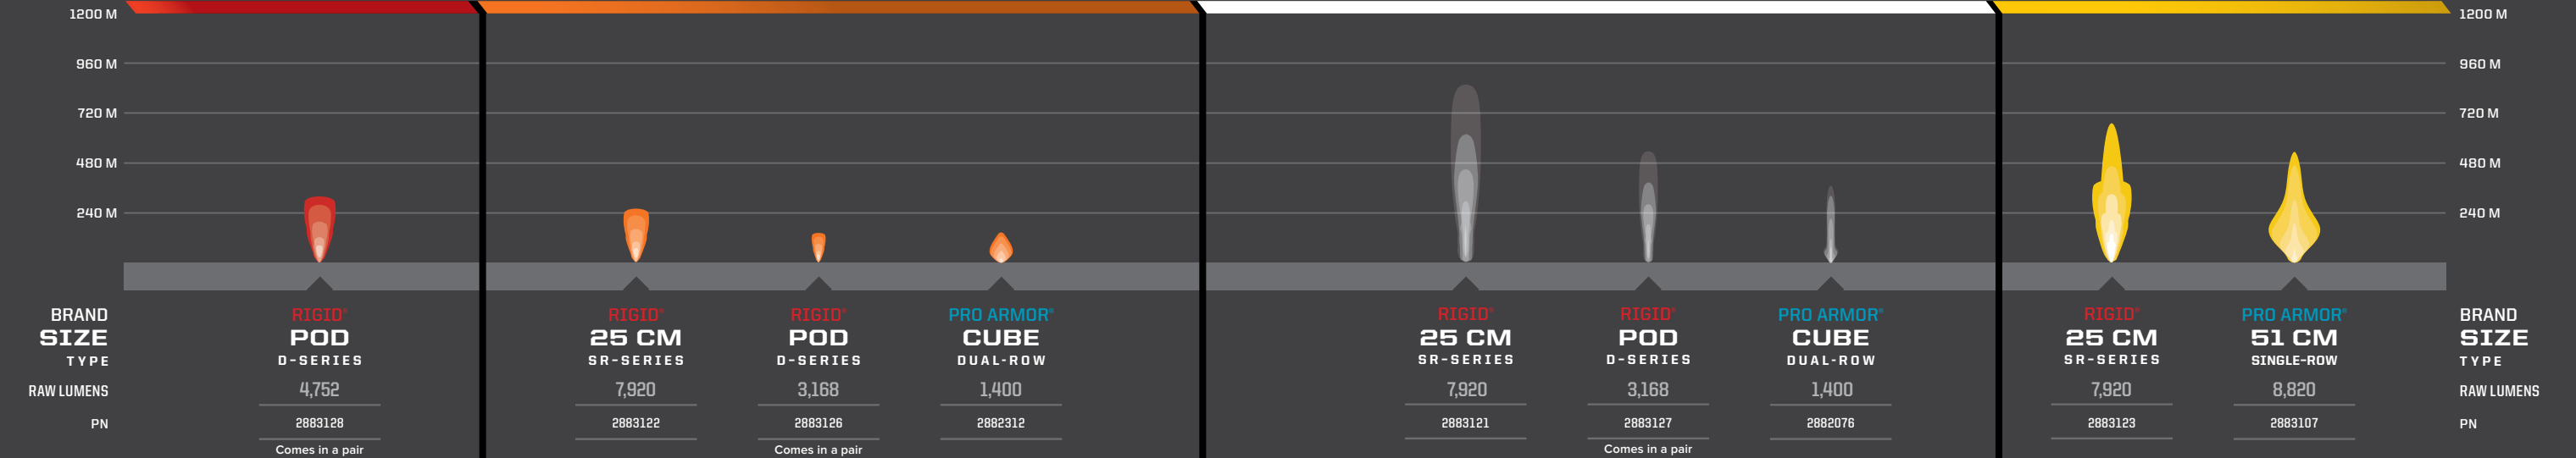 1200 M 1200 M
960 M 960 M
720 M 720 M
480 M 480 M
240 M 240 M
BRAND RIGID® RIGID® RIGID® PRO ARMOR® RIGID® RIGID® PRO ARMOR® RIGID® PRO ARMOR® BRAND
SIZE POD 25 CM POD CUBE 25 CM POD CUBE 25 CM 51 CM SIZE
TYPE D-SERIES SR-SERIES D-SERIES DUAL-ROW SR-SERIES D-SERIES DUAL-ROW SR-SERIES SINGLE-ROW TYPE
RAW LUMENS 4,752 7,920 3,168 1,400 7,920 3,168 1,400 7,920 8,820 RAW LUMENS
PN 2883128 2883122 2883126 2882312 2883121 2883127 2882076 2883123 2883107 PN
Comes in a pair Comes in a pair Comes in a pair